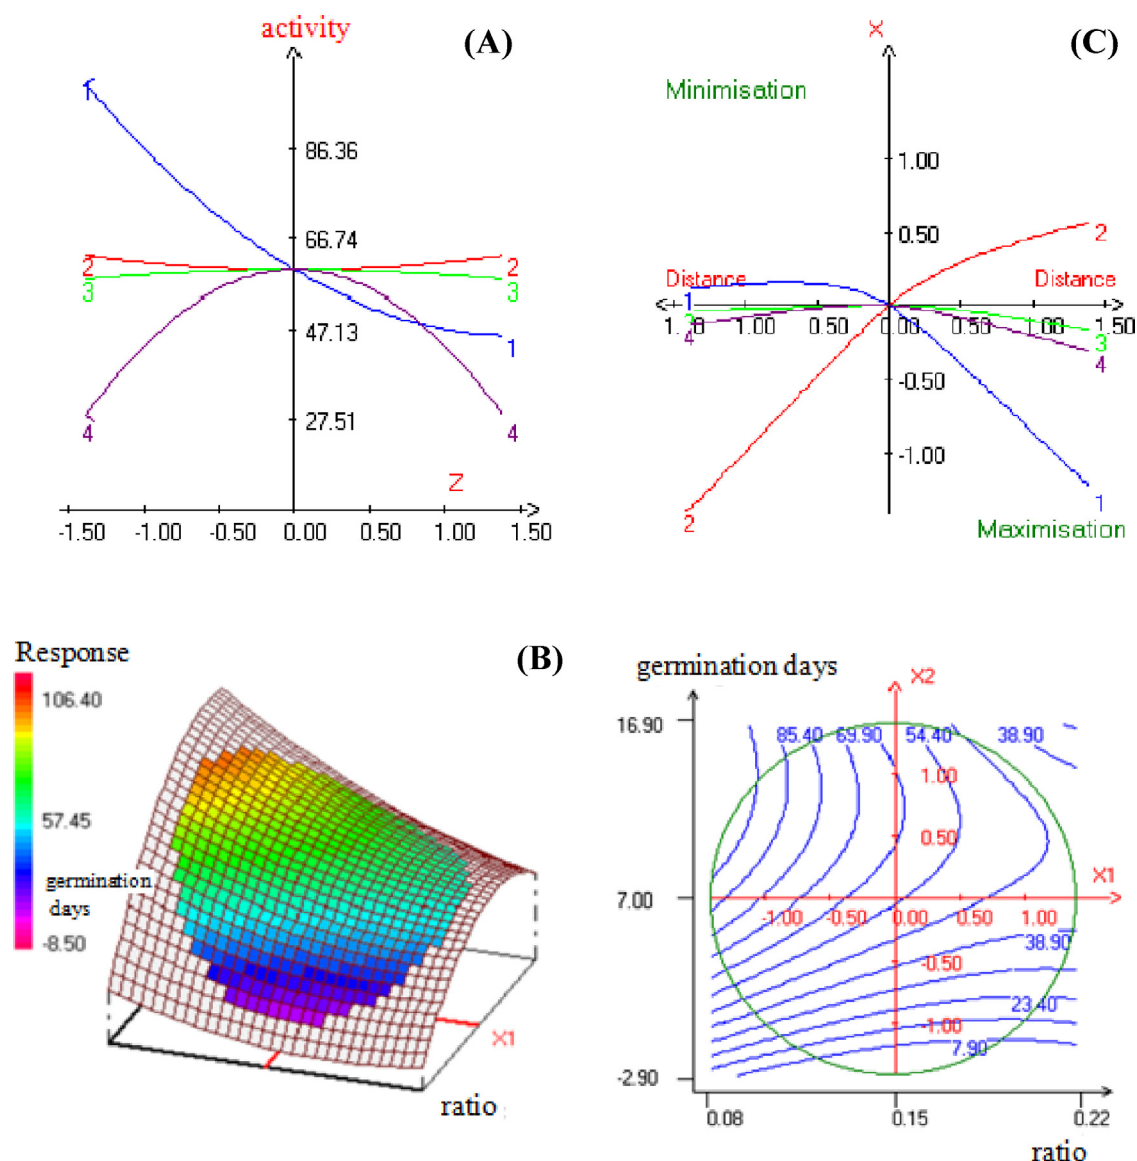 activity
(A)
1
86.36
66.74
2
2
3
3
47.13
1
27.51
4
4
Z
-1.50 -1.00 -0.50 0.00 0.50 1.00 1.50
X
(C)
Minimisation
1.00
0.50
2
Distance
Distance
1
1.00 0.50 0.00 0.50 1.00 1.50
3
4
4
-0.50
-1.00
2
1
Maximisation
Response
(B)
106.40
57.45
germination
days
-8.50
X1
ratio
germination days
X2
16.90
85.40 69.90 54.40 38.90
1.00
0.50
X1
7.00
-1.00 -0.50 0.00 0.50 1.00
38.90
-0.50
23.40
-1.00
7.90
-2.90
0.08 0.15 0.22
ratio